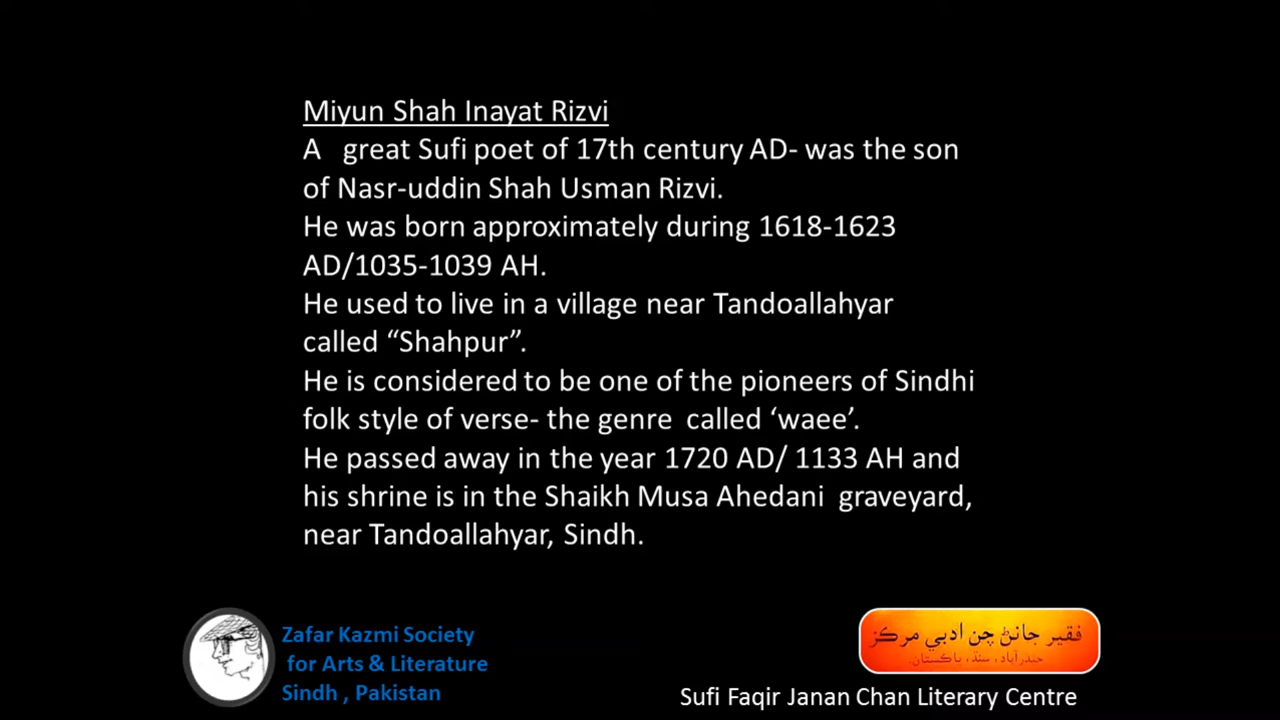 Miyun Shah Inayat Rizvi
A great Sufi poet of 17th century AD- was the son
of Nasr-uddin Shah Usman Rizvi.
He was born approximately during 1618-1623
AD/1035-1039 AH.
He used to live in a village near Tandoallahyar
called “Shahpur”.
He is considered to be one of the pioneers of Sindhi
folk style of verse- the genre called ‘waee’.
He passed away in the year 1720 AD/ 1133 AH and
his shrine is in the Shaikh Musa Ahedani graveyard,
near Tandoallahyar, Sindh.
Zafar Kazmi Society
for Arts & Literature
Sindh , Pakistan
فقير جانڻ چن ادبي مرڪز
حيدرآباد، سنڌ، پاڪستان.
Sufi Faqir Janan Chan Literary Centre